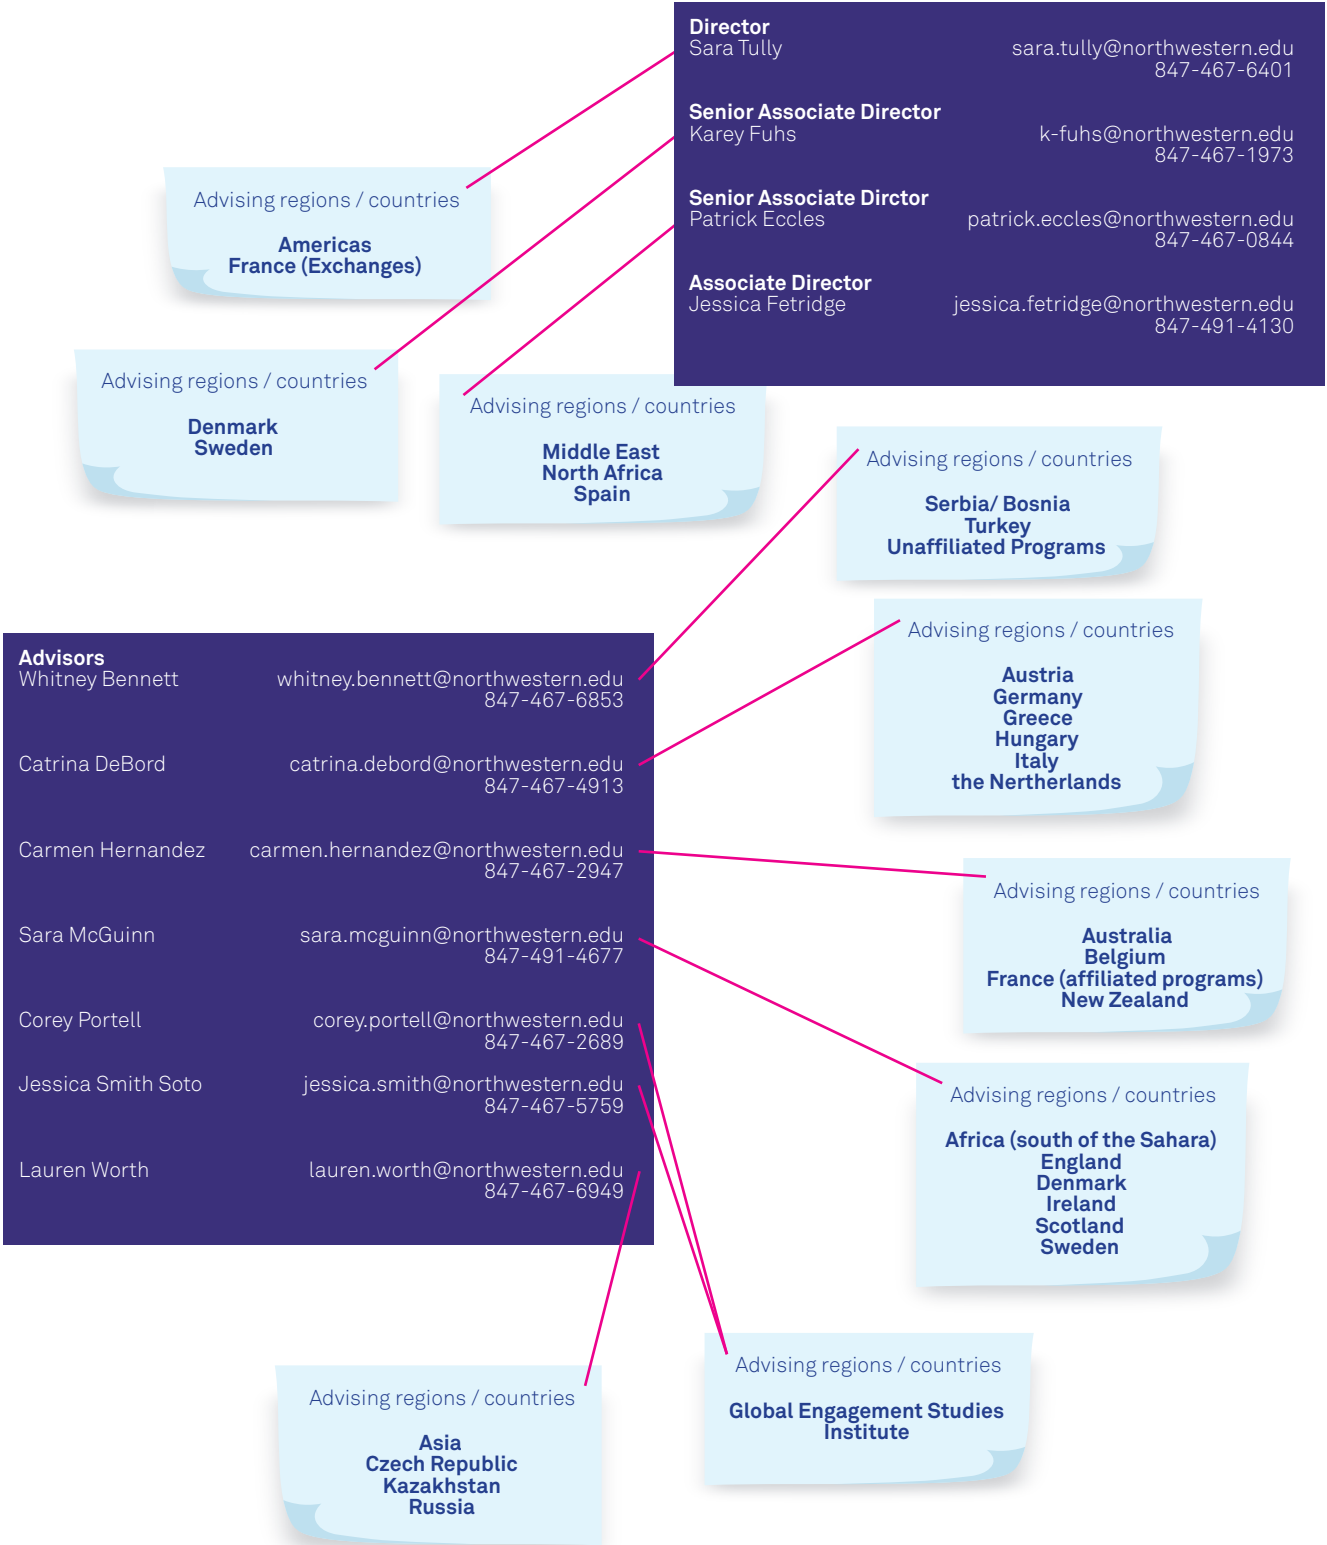 Director
Sara Tully sara.tully@northwestern.edu
847-467-6401
Senior Associate Director
Karey Fuhs k-fuhs@northwestern.edu
847-467-1973
Senior Associate Dirctor
Patrick Eccles patrick.eccles@northwestern.edu
847-467-0844
Associate Director
Jessica Fetridge jessica.fetridge@northwestern.edu
847-491-4130
Advising regions / countries
Americas
France (Exchanges)
Advising regions / countries
Denmark
Sweden
Advising regions / countries
Middle East
North Africa
Spain
Advising regions / countries
Serbia/ Bosnia
Turkey
Unaffiliated Programs
Advising regions / countries
Austria
Germany
Greece
Hungary
Italy
the Nertherlands
Advisors
Whitney Bennett whitney.bennett@northwestern.edu
847-467-6853
Catrina DeBord catrina.debord@northwestern.edu
847-467-4913
Carmen Hernandez carmen.hernandez@northwestern.edu
847-467-2947
Sara McGuinn sara.mcguinn@northwestern.edu
847-491-4677
Corey Portell corey.portell@northwestern.edu
847-467-2689
Jessica Smith Soto jessica.smith@northwestern.edu
847-467-5759
Lauren Worth lauren.worth@northwestern.edu
847-467-6949
Advising regions / countries
Australia
Belgium
France (affiliated programs)
New Zealand
Advising regions / countries
Africa (south of the Sahara)
England
Denmark
Ireland
Scotland
Sweden
Advising regions / countries
Global Engagement Studies
Institute
Advising regions / countries
Asia
Czech Republic
Kazakhstan
Russia